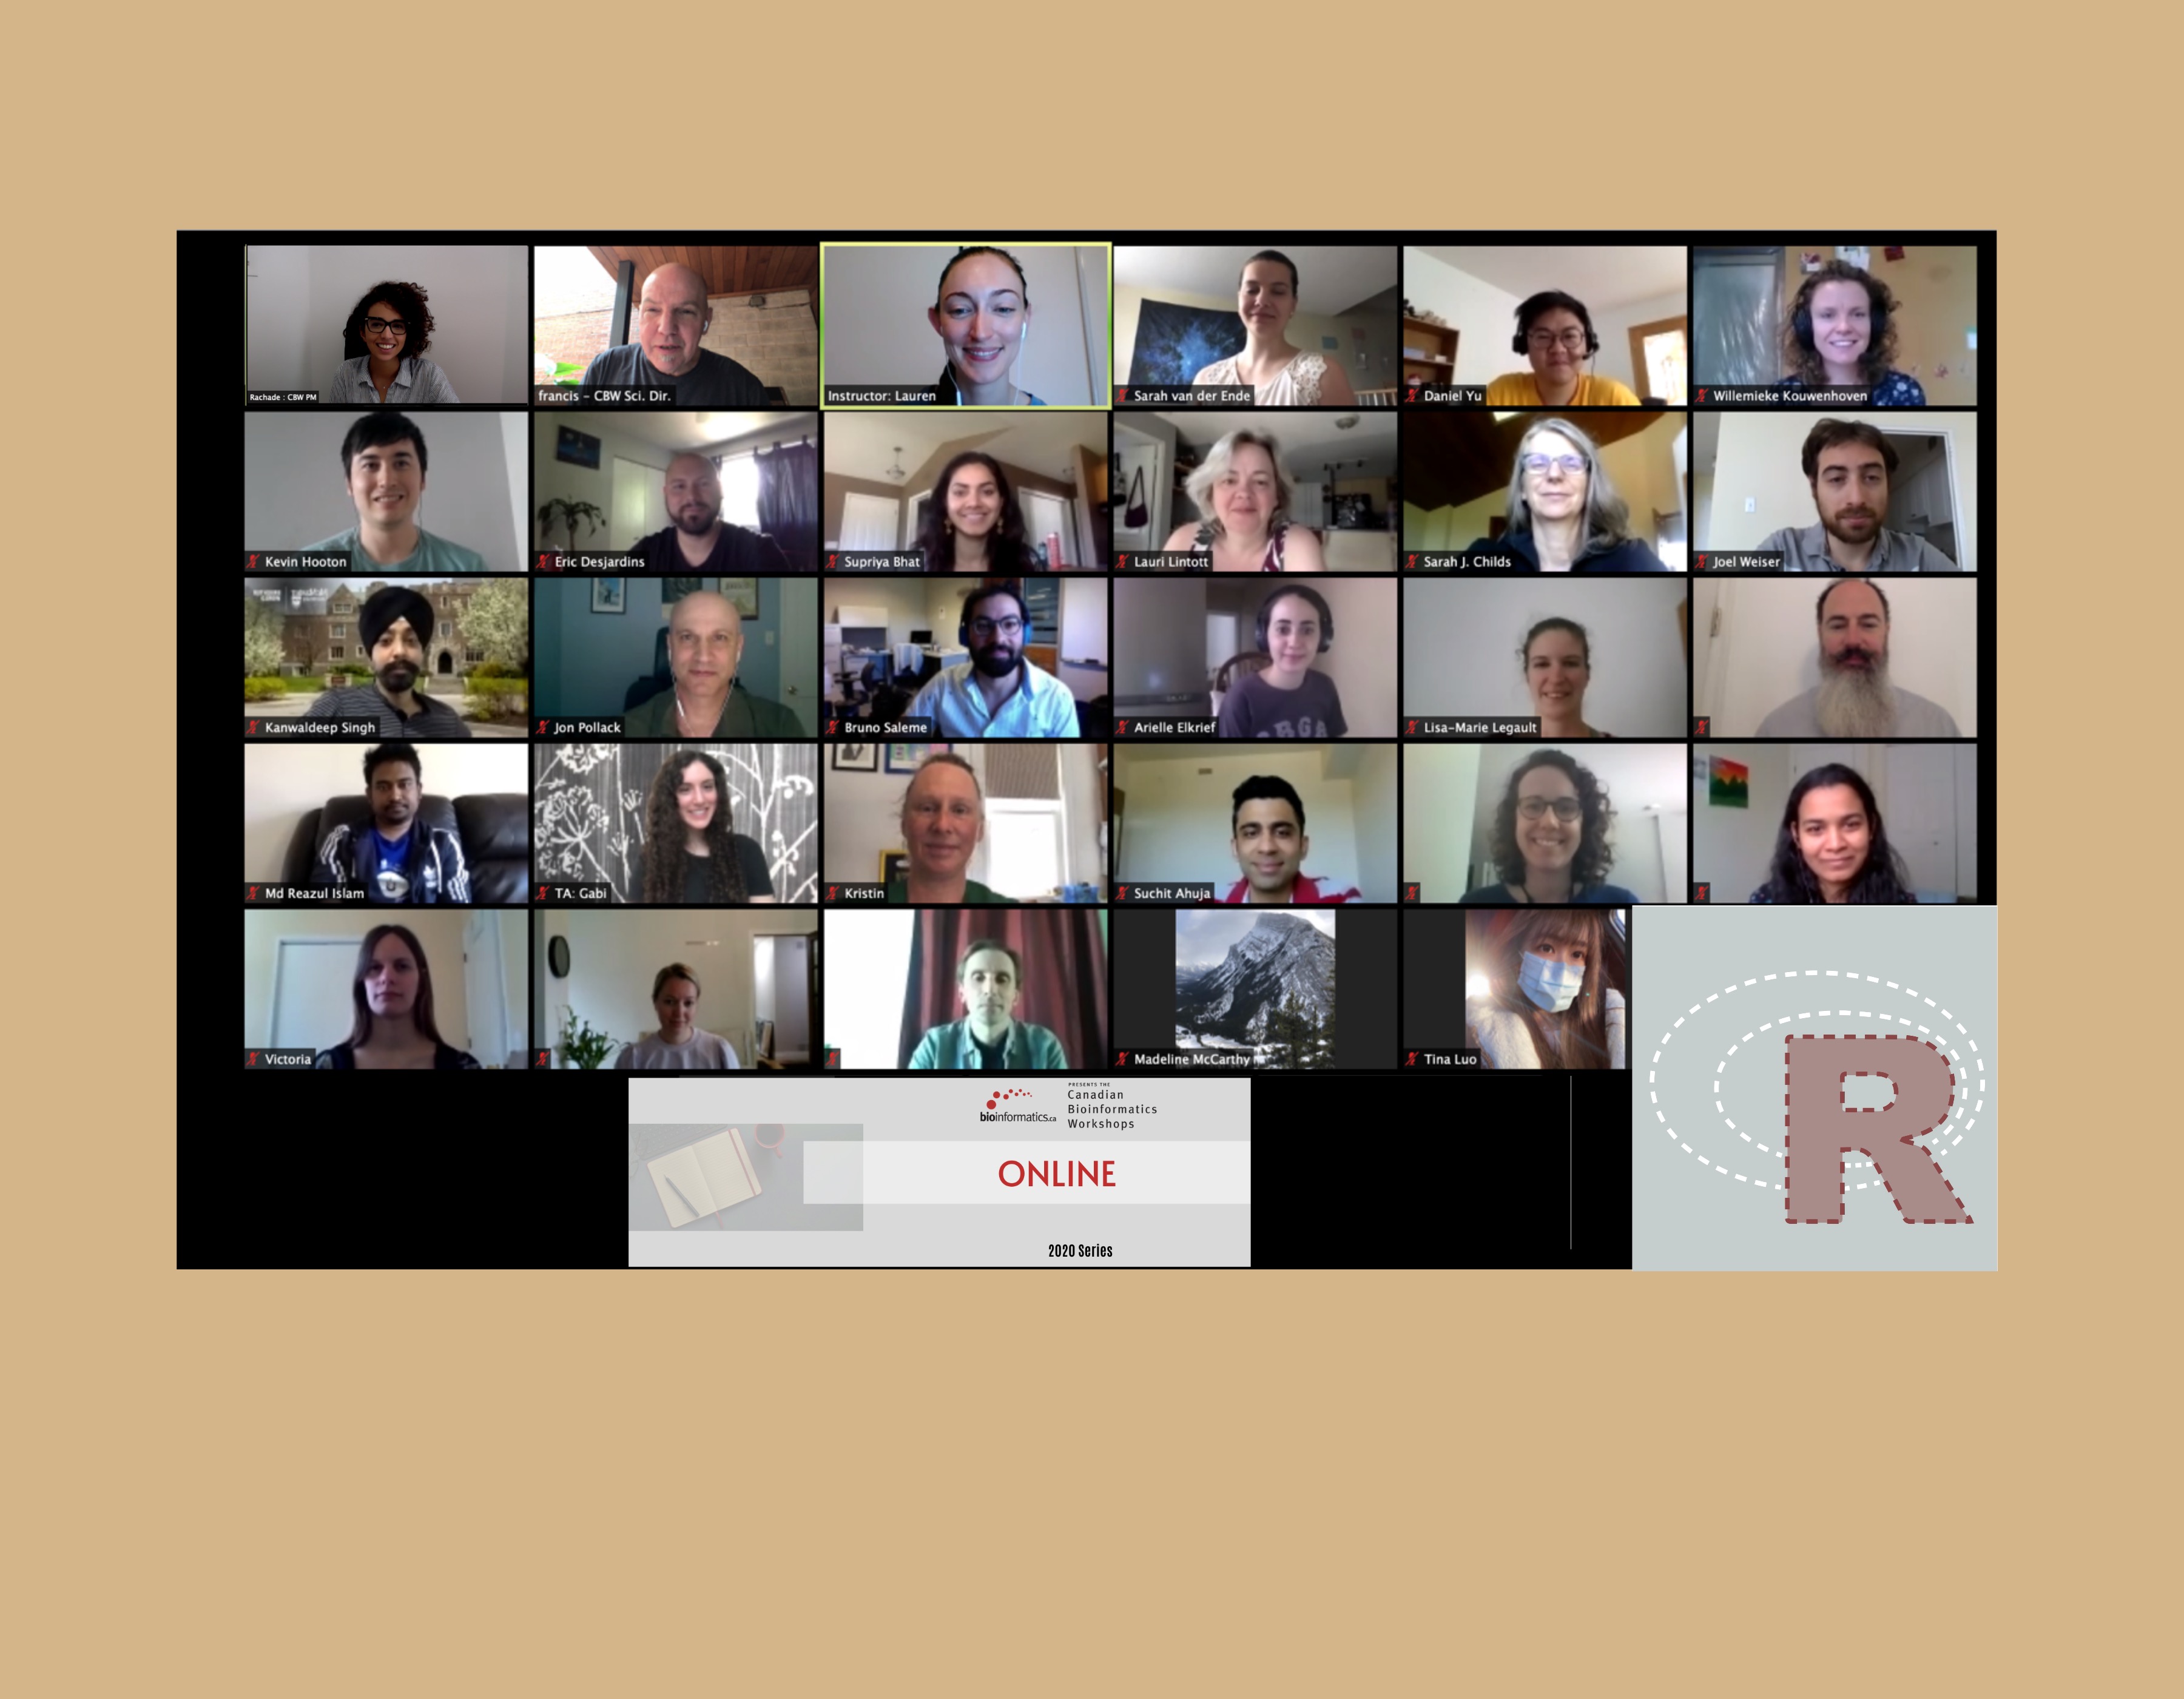 Rachade : CBW PM
francis – CBW Sci. Dir.
Instructor: Lauren
Sarah van der Ende
Daniel Yu
Willemieke Kouwenhoven
Kevin Hooton
Eric Desjardins
Supriya Bhat
Lauri Lintott
Sarah J. Childs
Joel Weiser
Kanwaldeep Singh
Jon Pollack
Bruno Saleme
Arielle Elkrief
Lisa-Marie Legault
Md Reazul Islam
TA: Gabi
Kristin
Suchit Ahuja
Victoria
Madeline McCarthy
Tina Luo
bioinformatics.ca
PRESENTS THE
Canadian
Bioinformatics
Workshops
ONLINE
2020 Series
R